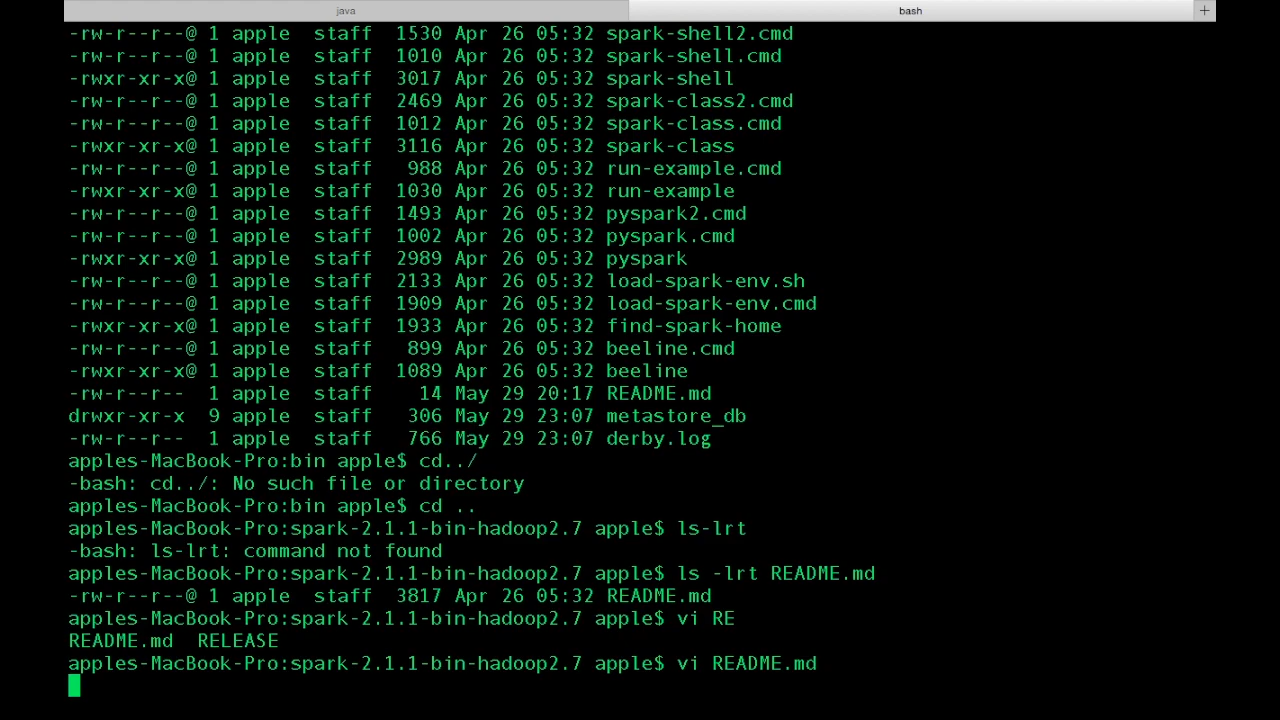 java
bash
+
-rw-r--r--@ 1 apple  staff  1530 Apr 26 05:32 spark-shell2.cmd
-rw-r--r--@ 1 apple  staff  1010 Apr 26 05:32 spark-shell.cmd
-rwxr-xr-x@ 1 apple  staff  3017 Apr 26 05:32 spark-shell
-rw-r--r--@ 1 apple  staff  2469 Apr 26 05:32 spark-class2.cmd
-rw-r--r--@ 1 apple  staff  1012 Apr 26 05:32 spark-class.cmd
-rwxr-xr-x@ 1 apple  staff  3116 Apr 26 05:32 spark-class
-rw-r--r--@ 1 apple  staff   988 Apr 26 05:32 run-example.cmd
-rwxr-xr-x@ 1 apple  staff  1030 Apr 26 05:32 run-example
-rw-r--r--@ 1 apple  staff  1493 Apr 26 05:32 pyspark2.cmd
-rw-r--r--@ 1 apple  staff  1002 Apr 26 05:32 pyspark.cmd
-rwxr-xr-x@ 1 apple  staff  2989 Apr 26 05:32 pyspark
-rw-r--r--@ 1 apple  staff  2133 Apr 26 05:32 load-spark-env.sh
-rw-r--r--@ 1 apple  staff  1909 Apr 26 05:32 load-spark-env.cmd
-rwxr-xr-x@ 1 apple  staff  1933 Apr 26 05:32 find-spark-home
-rw-r--r--@ 1 apple  staff   899 Apr 26 05:32 beeline.cmd
-rwxr-xr-x@ 1 apple  staff  1089 Apr 26 05:32 beeline
-rw-r--r--  1 apple  staff    14 May 29 20:17 README.md
drwxr-xr-x  9 apple  staff   306 May 29 23:07 metastore_db
-rw-r--r--  1 apple  staff   766 May 29 23:07 derby.log
apples-MacBook-Pro:bin apple$ cd../
-bash: cd../: No such file or directory
apples-MacBook-Pro:bin apple$ cd ..
apples-MacBook-Pro:spark-2.1.1-bin-hadoop2.7 apple$ ls-lrt
-bash: ls-lrt: command not found
apples-MacBook-Pro:spark-2.1.1-bin-hadoop2.7 apple$ ls -lrt README.md
-rw-r--r--@ 1 apple  staff  3817 Apr 26 05:32 README.md
apples-MacBook-Pro:spark-2.1.1-bin-hadoop2.7 apple$ vi RE
README.md  RELEASE
apples-MacBook-Pro:spark-2.1.1-bin-hadoop2.7 apple$ vi README.md